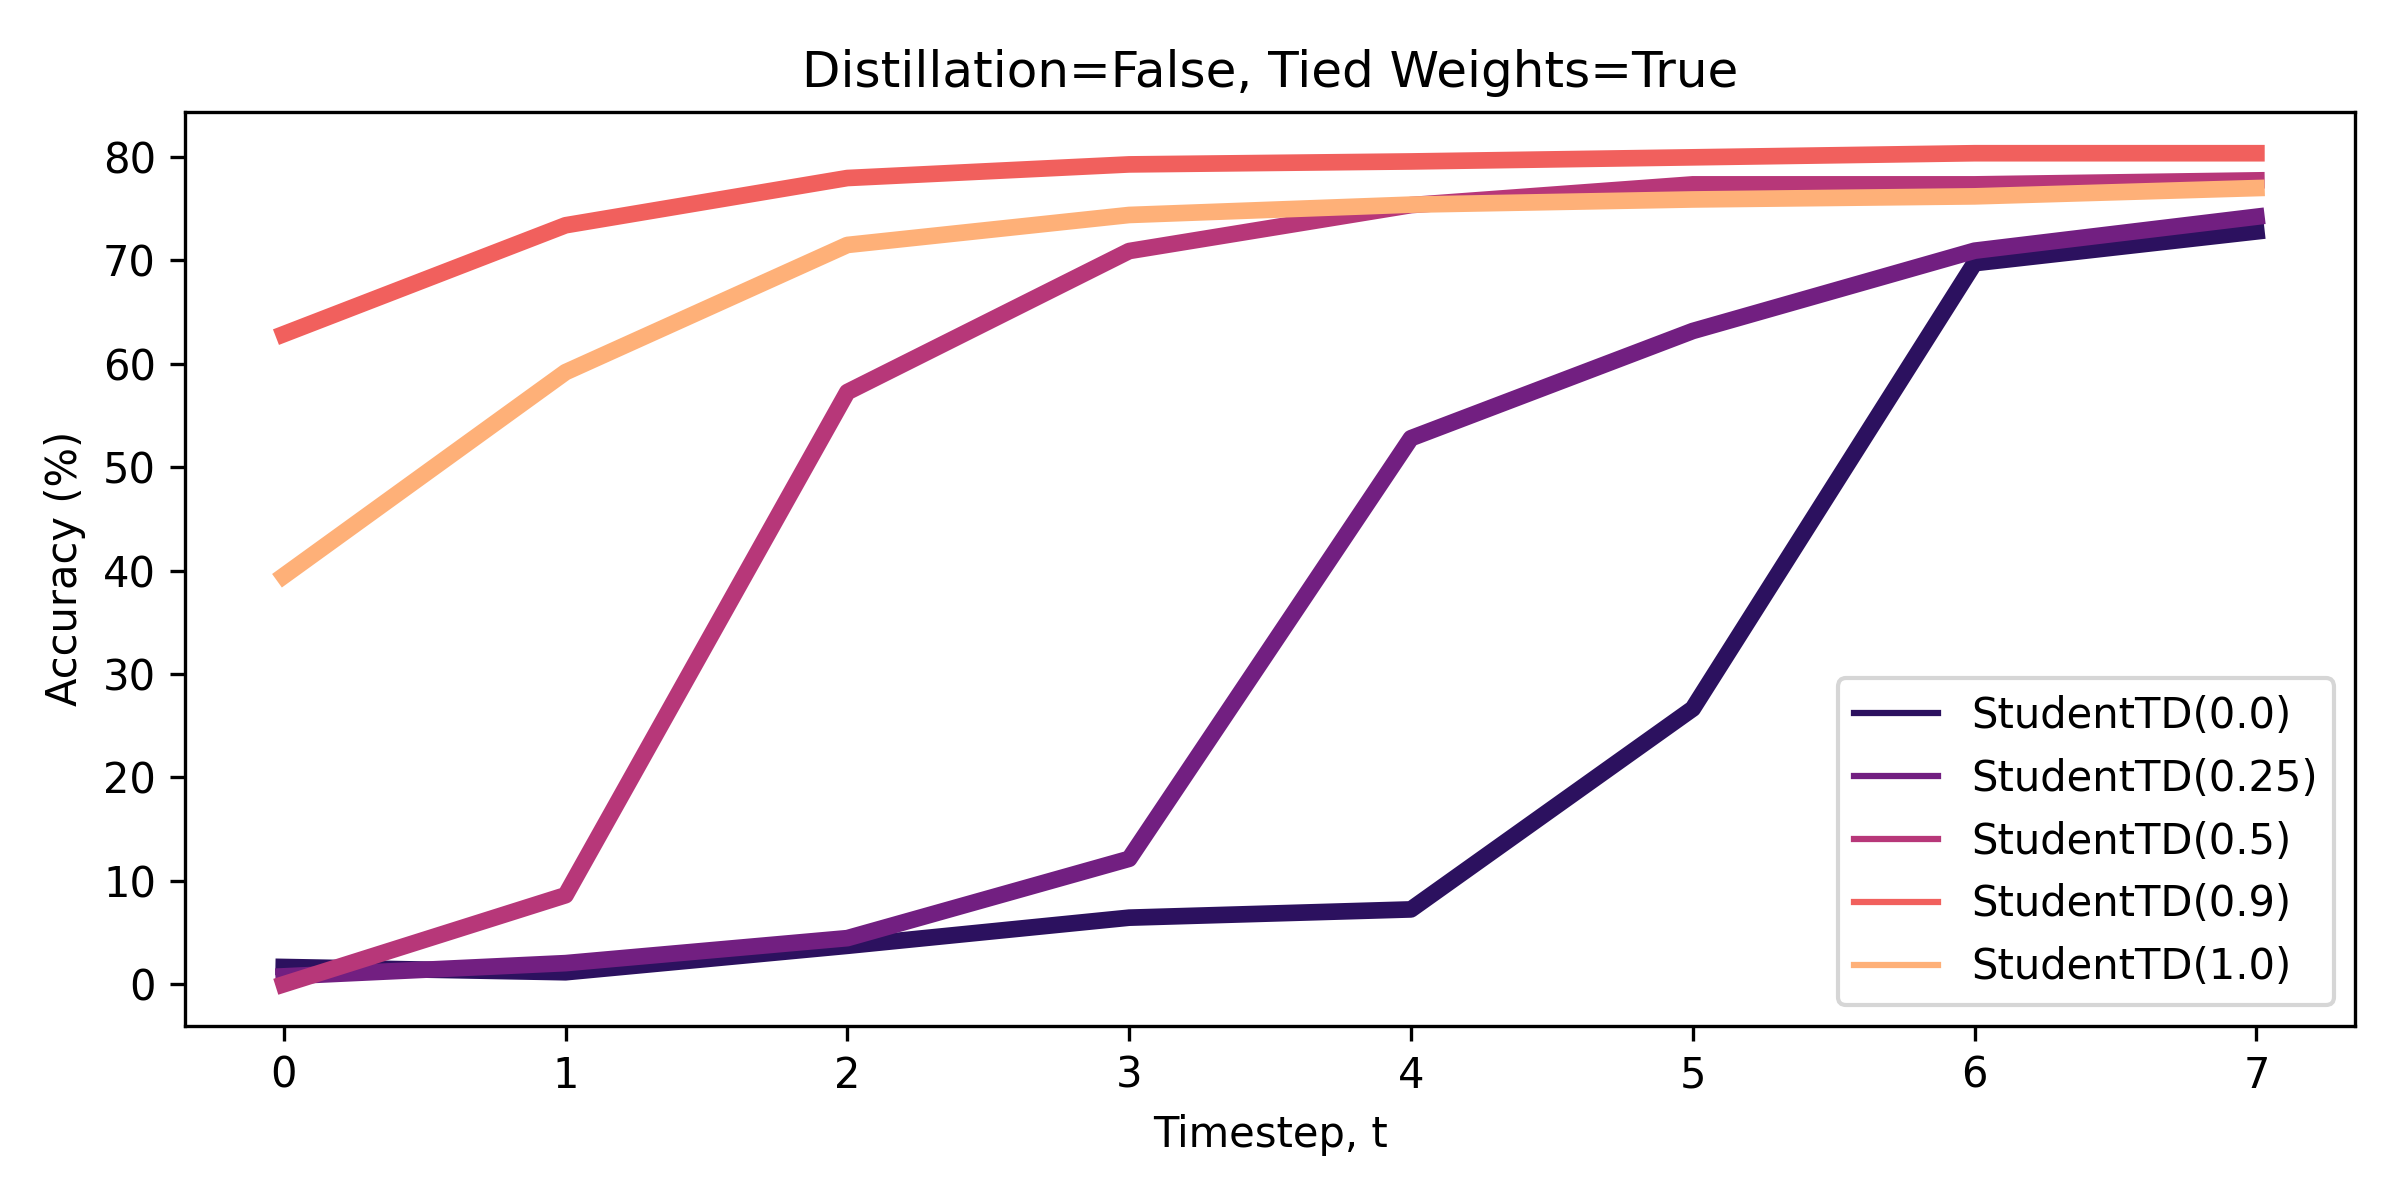 Distillation=False, Tied Weights=True
80
70
60
50
40
30
20
10
0
Accuracy (%)
StudentTD(0.0)
StudentTD(0.25)
StudentTD(0.5)
StudentTD(0.9)
StudentTD(1.0)
0 1 2 3 4 5 6 7
Timestep, t